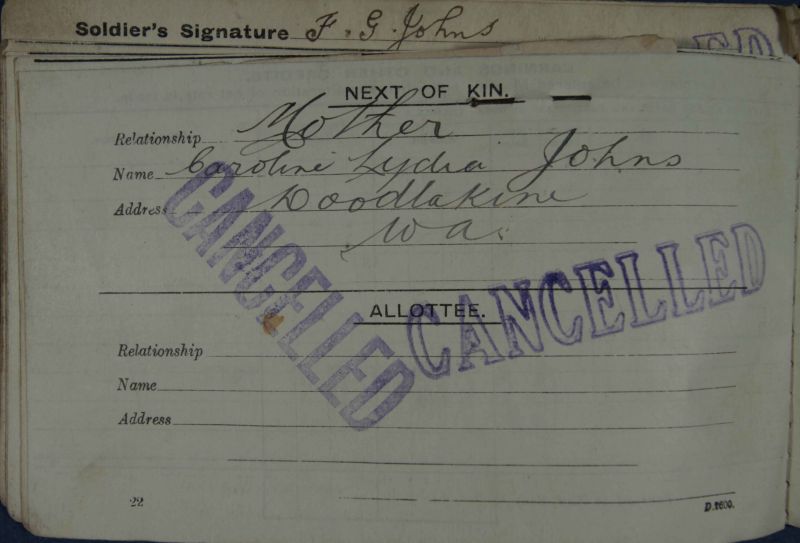 Soldier's Signature F. G. Johns
NEXT OF KIN.
Relationship Mother
Name Caroline Lydia Johns
Address Doodlakine
W A.
CANCELLED
CANCELLED
ALLOTTEE.
Relationship
Name
Address
22
D.2600.